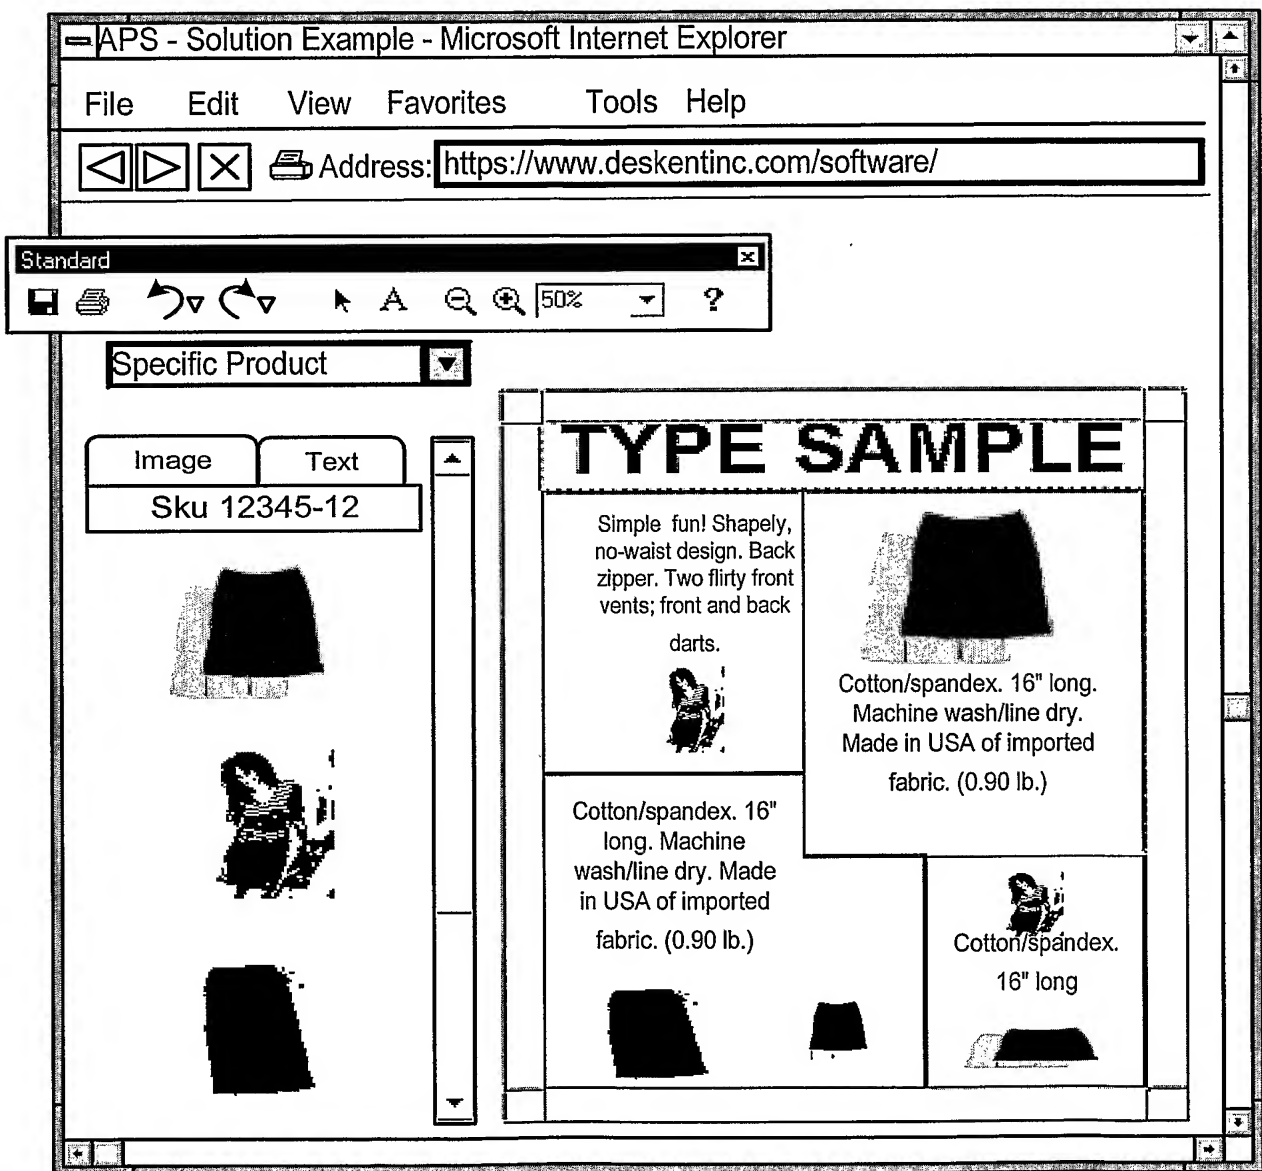 APS - Solution Example - Microsoft Internet Explorer
File Edit View Favorites Tools Help
Address: https://www.deskentinc.com/software/
Standard
A 50% ?
Specific Product
Image Text
Sku 12345-12
TYPE SAMPLE
Simple fun! Shapely,
no-waist design. Back
zipper. Two flirty front
vents; front and back
darts.
Cotton/spandex. 16" long.
Machine wash/line dry.
Made in USA of imported
fabric. (0.90 lb.)
Cotton/spandex. 16"
long. Machine
wash/line dry. Made
in USA of imported
fabric. (0.90 lb.)
Cotton/spandex.
16" long